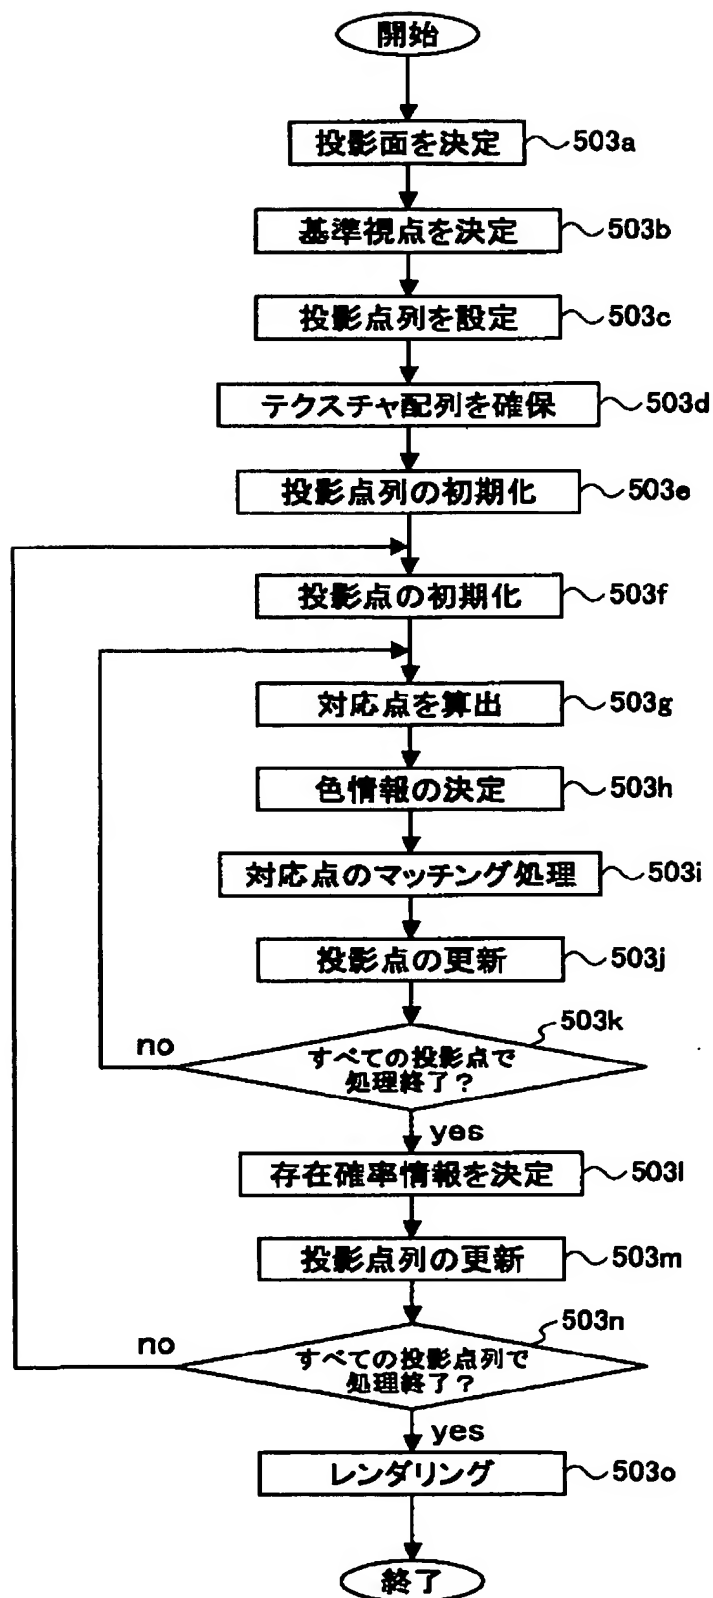 開始
投影面を決定 503a
基準視点を決定 503b
投影点列を設定 503c
テクスチャ配列を確保 503d
投影点列の初期化 503e
投影点の初期化 503f
対応点を算出 503g
色情報の決定 503h
対応点のマッチング処理 503i
投影点の更新 503j
503k
no
すべての投影点で
処理終了?
yes
存在確率情報を決定 503l
投影点列の更新 503m
503n
no
すべての投影点列で
処理終了?
yes
レンダリング 503o
終了